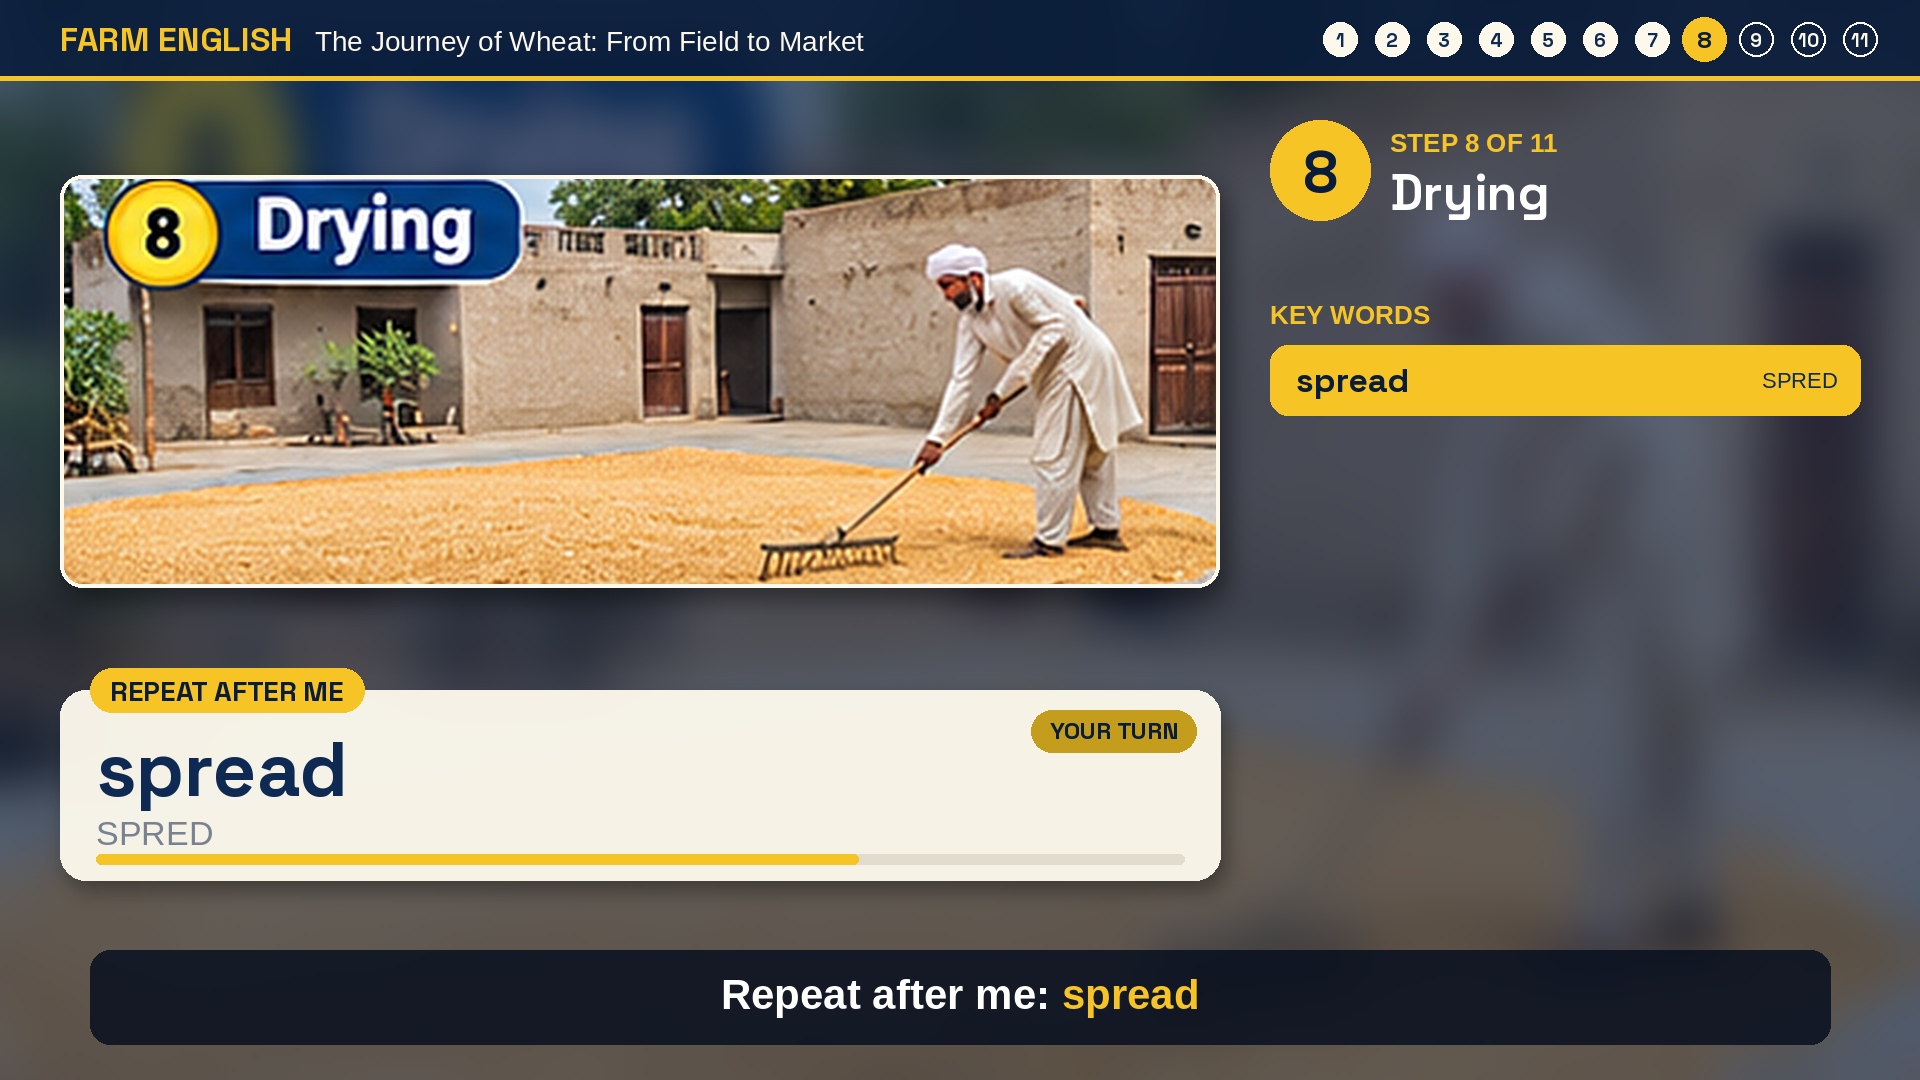 FARM ENGLISH The Journey of Wheat: From Field to Market 1 2 3 4 5 6 7 8 9 10 11
8 Drying
8 STEP 8 OF 11
Drying
KEY WORDS
spread SPRED
REPEAT AFTER ME
YOUR TURN
spread
SPRED
Repeat after me: spread